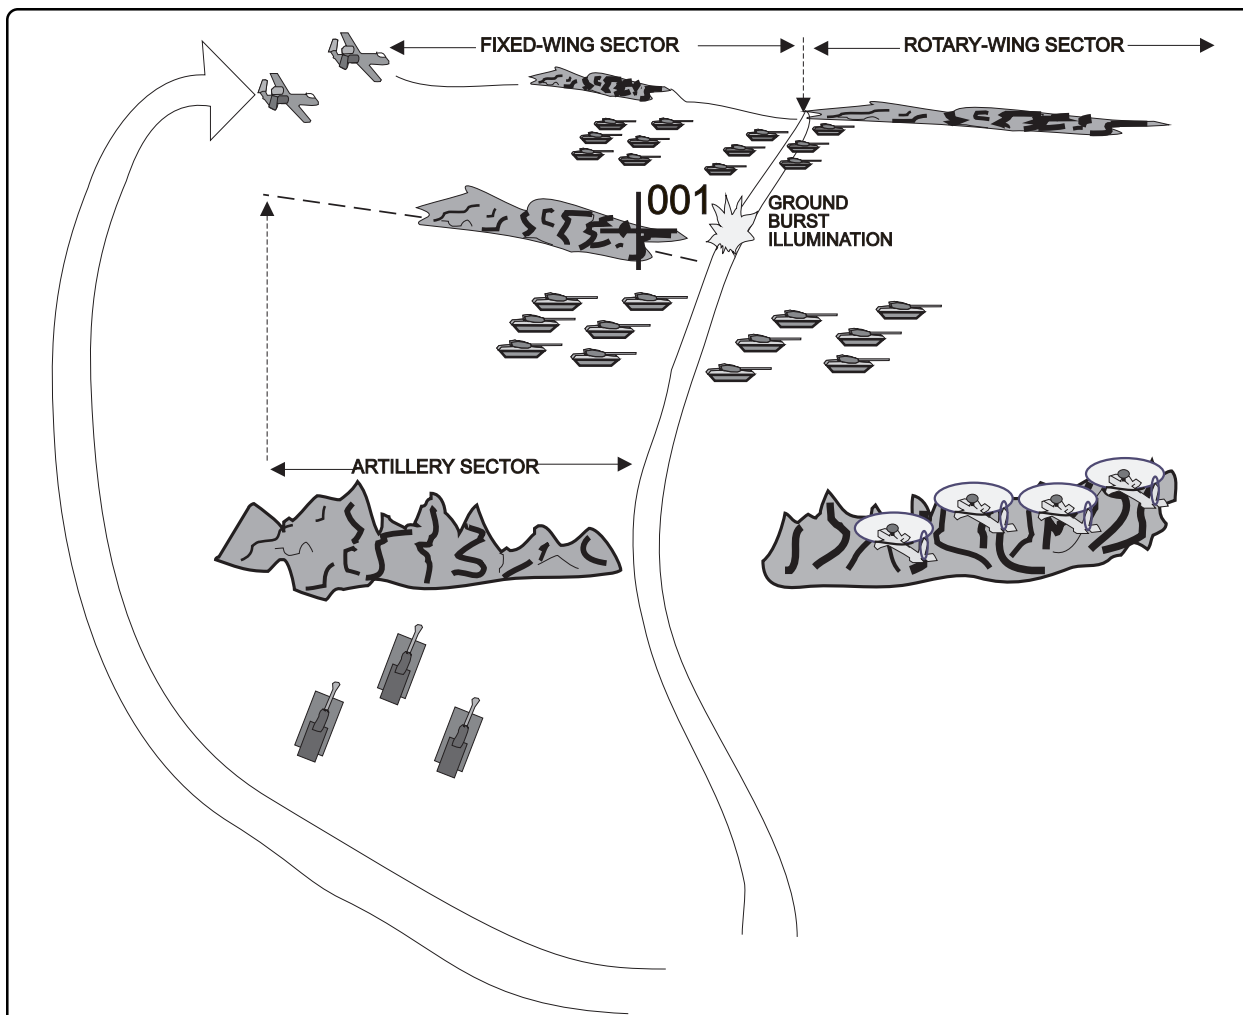 FIXED-WING SECTOR
ROTARY-WING SECTOR
001
GROUND
BURST
ILLUMINATION
ARTILLERY SECTOR